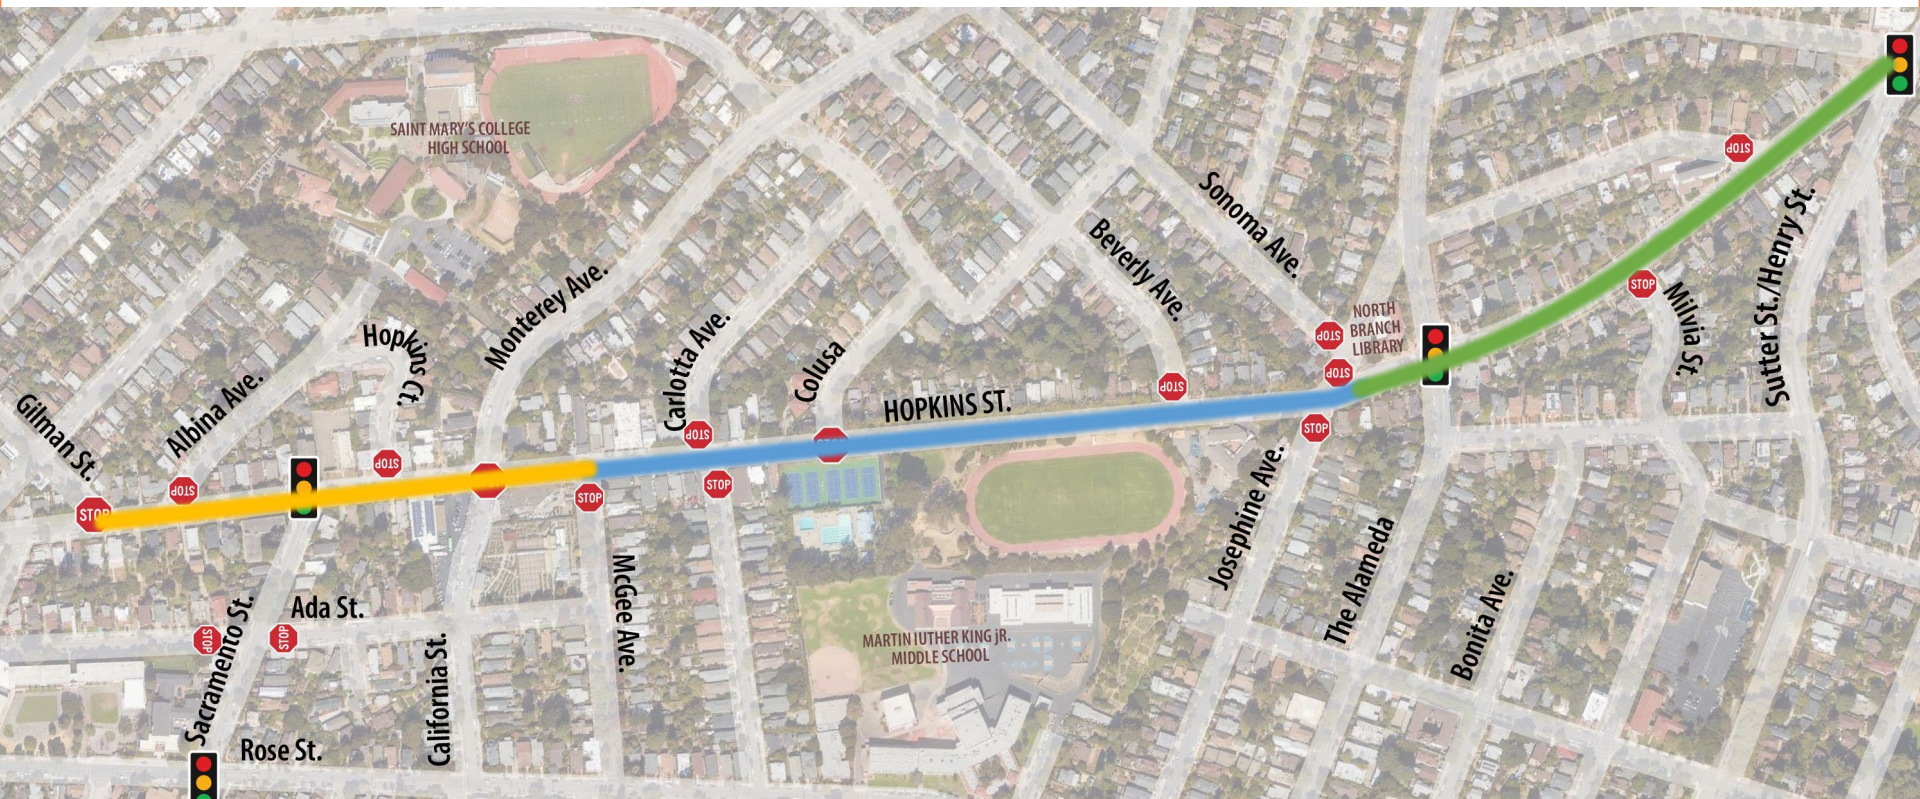 SAINT MARY'S COLLEGE
HIGH SCHOOL
STOP
Sonoma Ave.
Sutter St./Henry St.
Beverly Ave.
Monterey Ave.
STOP
Milvia St.
NORTH
BRANCH
LIBRARY
STOP
Hopkins Ct.
Carlotta Ave.
Colusa
STOP
STOP
HOPKINS ST.
Gilman St.
Albina Ave.
STOP
STOP
STOP
STOP
STOP
STOP
STOP
STOP
Josephine Ave.
The Alameda
Bonita Ave.
McGee Ave.
Ada St.
STOP
STOP
Sacramento St.
California St.
MARTIN lUTHER KING jR.
MIDDLE SCHOOL
Rose St.